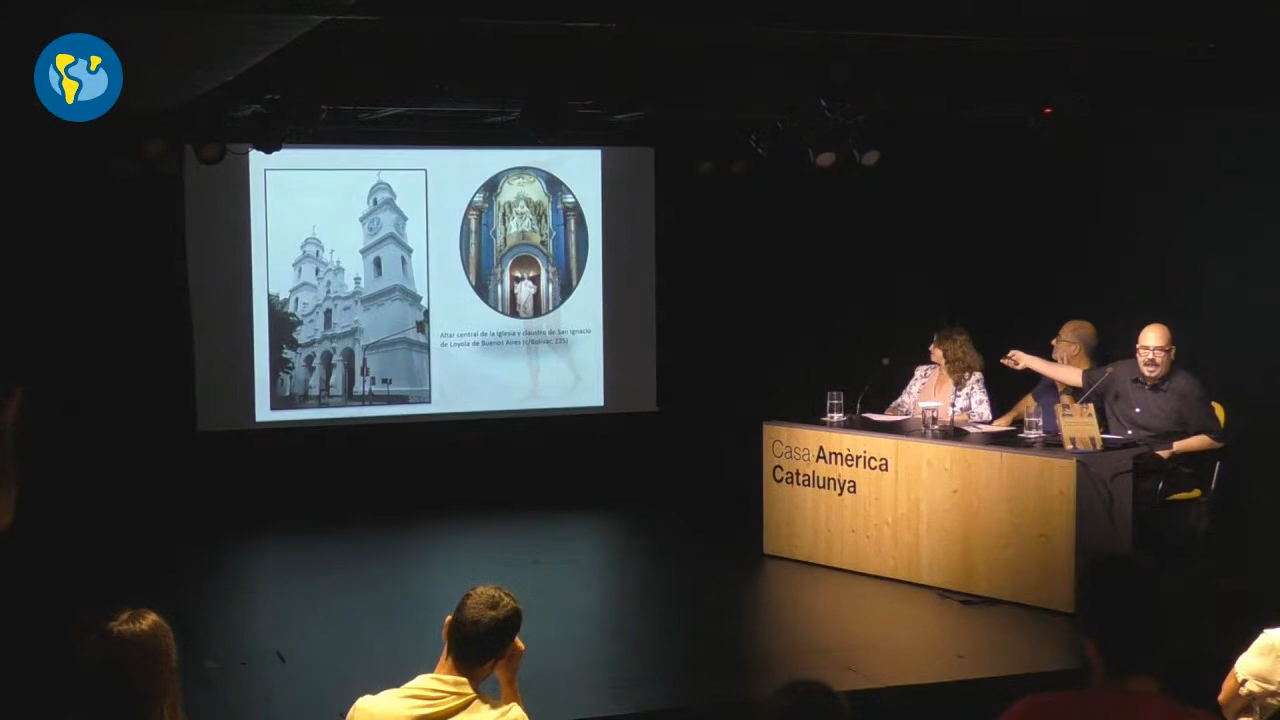 Altar central de la iglesia y claustro de San Ignacio
de Loyola de Buenos Aires (c/Bolívar, 225)
Casa Amèrica
Catalunya